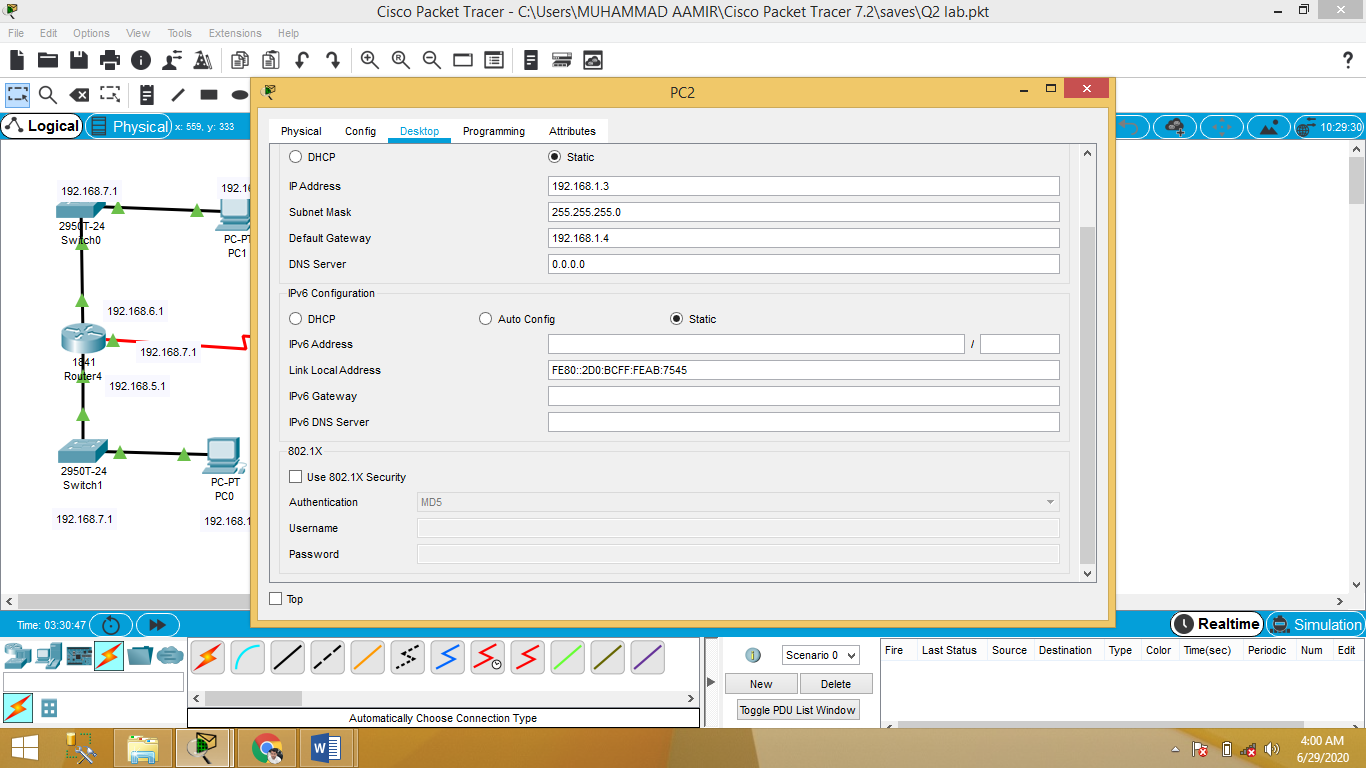 Cisco Packet Tracer - C:\Users\MUHAMMAD AAMIR\Cisco Packet Tracer 7.2\saves\Q2 lab.pkt
File Edit Options View Tools Extensions Help
?
Logical Physical x: 559, y: 333
10:29:30
PC2
Physical Config Desktop Programming Attributes
DHCP Static
IP Address 192.168.1.3
Subnet Mask 255.255.255.0
Default Gateway 192.168.1.4
DNS Server 0.0.0.0
IPv6 Configuration
DHCP Auto Config Static
IPv6 Address /
Link Local Address FE80::2D0:BCFF:FEAB:7545
IPv6 Gateway
IPv6 DNS Server
802.1X
Use 802.1X Security
Authentication MD5
Username
Password
Top
192.168.7.1
192.16
2950T-24
Switch0
PC-PT
PC1
192.168.6.1
192.168.7.1
1841
Router4
192.168.5.1
2950T-24
Switch1
PC-PT
PC0
192.168.7.1
192.168.1
Time: 03:30:47
Realtime Simulation
Automatically Choose Connection Type
Scenario 0
New Delete
Toggle PDU List Window
Fire Last Status Source Destination Type Color Time(sec) Periodic Num Edit
4:00 AM
6/29/2020